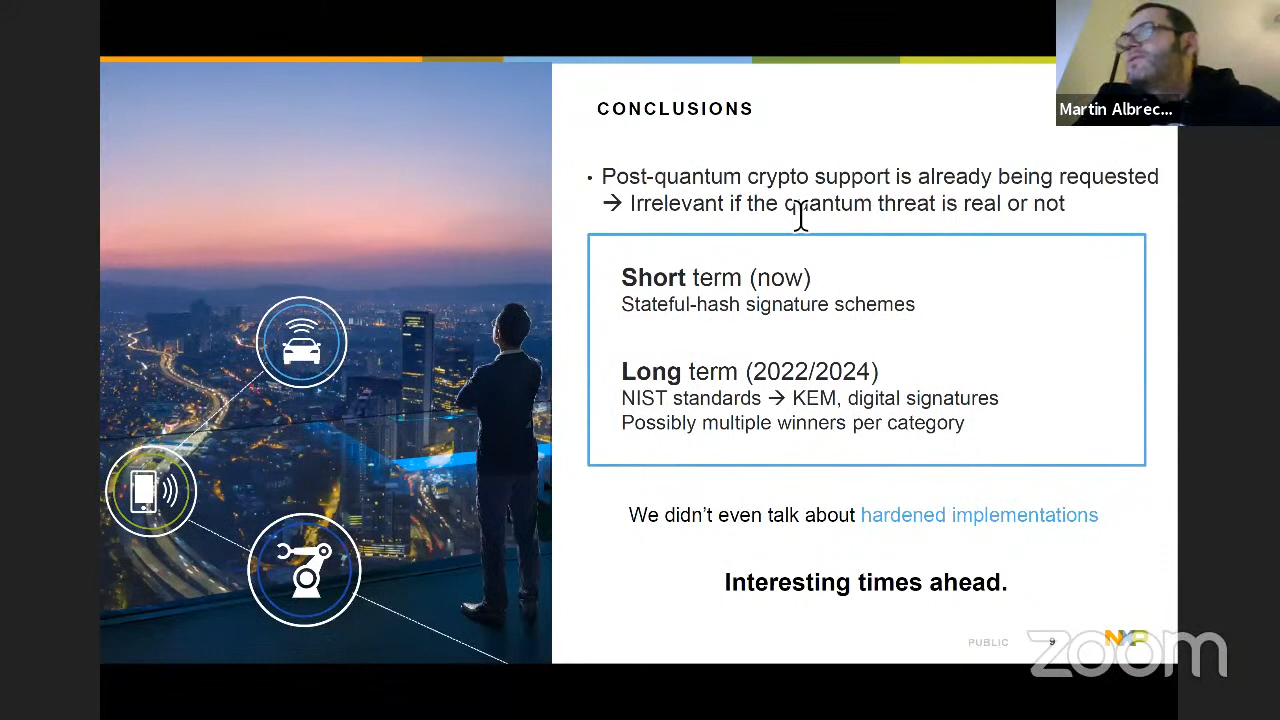 CONCLUSIONS
Martin Albrec...
• Post-quantum crypto support is already being requested
→ Irrelevant if the quantum threat is real or not
Short term (now)
Stateful-hash signature schemes
Long term (2022/2024)
NIST standards → KEM, digital signatures
Possibly multiple winners per category
We didn't even talk about hardened implementations
Interesting times ahead.
PUBLIC 9 NXP
zoom